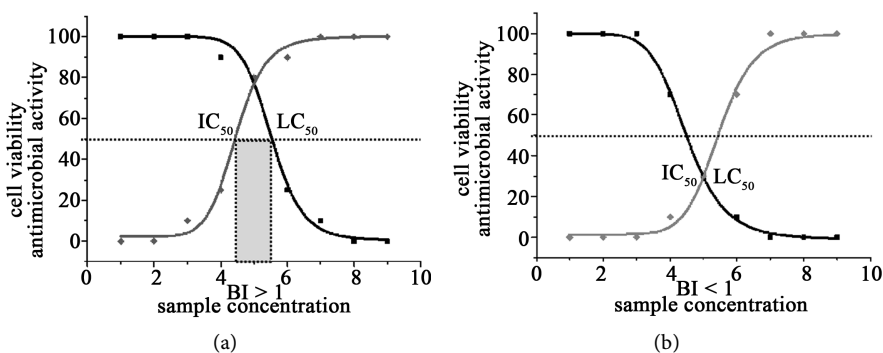 cell viability
antimicrobial activity
100
80
60
40
20
0
IC50 LC50
0 2 4 6 8 10
BI > 1
sample concentration
(a)
cell viability
antimicrobial activity
100
80
60
40
20
0
IC50 LC50
0 2 4 6 8 10
BI < 1
sample concentration
(b)